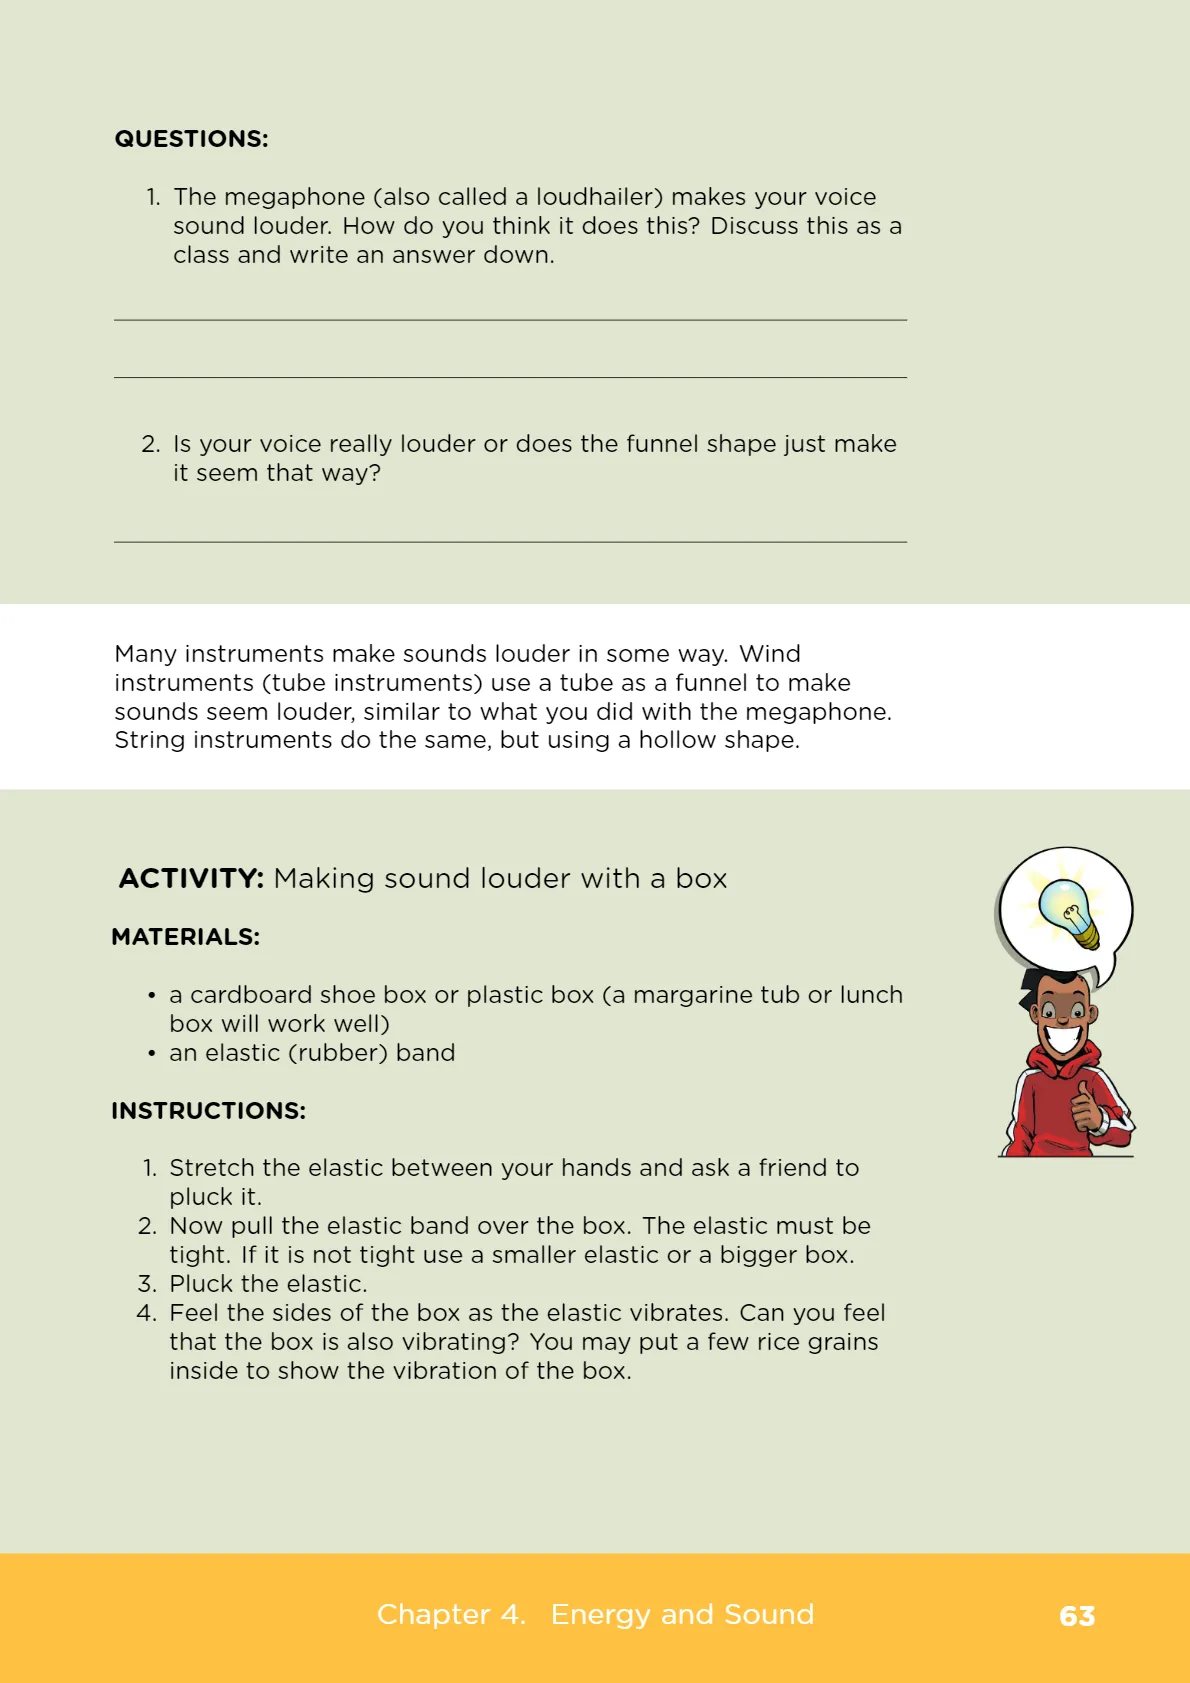 QUESTIONS:
1. The megaphone (also called a loudhailer) makes your voice
sound louder. How do you think it does this? Discuss this as a
class and write an answer down.
2. Is your voice really louder or does the funnel shape just make
it seem that way?
Many instruments make sounds louder in some way. Wind
instruments (tube instruments) use a tube as a funnel to make
sounds seem louder, similar to what you did with the megaphone.
String instruments do the same, but using a hollow shape.
ACTIVITY: Making sound louder with a box
MATERIALS:
• a cardboard shoe box or plastic box (a margarine tub or lunch
box will work well)
• an elastic (rubber) band
INSTRUCTIONS:
1. Stretch the elastic between your hands and ask a friend to
pluck it.
2. Now pull the elastic band over the box. The elastic must be
tight. If it is not tight use a smaller elastic or a bigger box.
3. Pluck the elastic.
4. Feel the sides of the box as the elastic vibrates. Can you feel
that the box is also vibrating? You may put a few rice grains
inside to show the vibration of the box.
Chapter 4. Energy and Sound 63